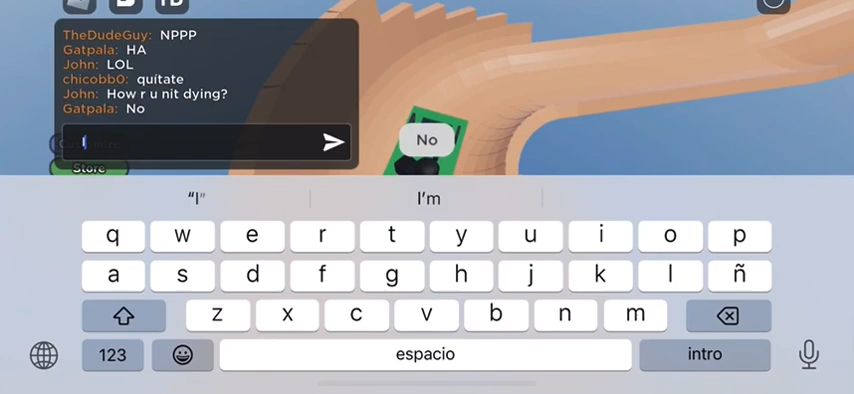 TheDudeGuy: NPPP
Gatpala: HA
John: LOL
chicobb0: quítate
John: How r u nit dying?
Gatpala: No
I
No
Store
“I” I’m
q w e r t y u i o p
a s d f g h j k l ñ
z x c v b n m
123 espacio intro